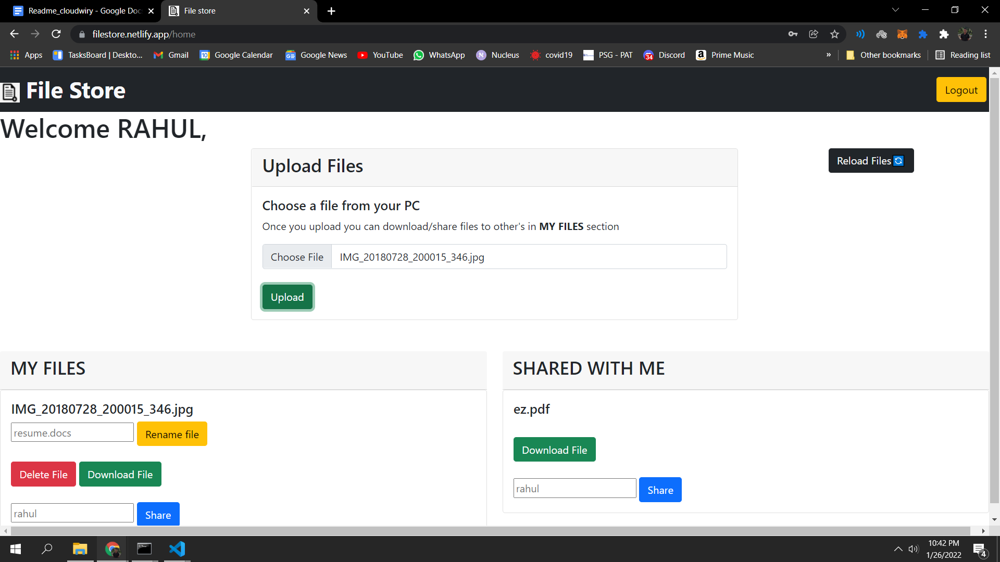 Readme_cloudwiry - Google Doc
File store
filestore.netlify.app/home
Apps
TasksBoard | Deskto...
10
Gmail
Google Calendar
Google News
YouTube
WhatsApp
N
Nucleus
covid19
PSG - PAT
34
Discord
a
Prime Music
»
Other bookmarks
Reading list
File Store
Logout
Welcome RAHUL,
Upload Files
Reload Files
Choose a file from your PC
Once you upload you can download/share files to other's in MY FILES section
Choose File
IMG_20180728_200015_346.jpg
Upload
MY FILES
SHARED WITH ME
IMG_20180728_200015_346.jpg
ez.pdf
resume.docs
Rename file
Download File
Delete File
Download File
rahul
Share
rahul
Share
10:42 PM
1/26/2022
4